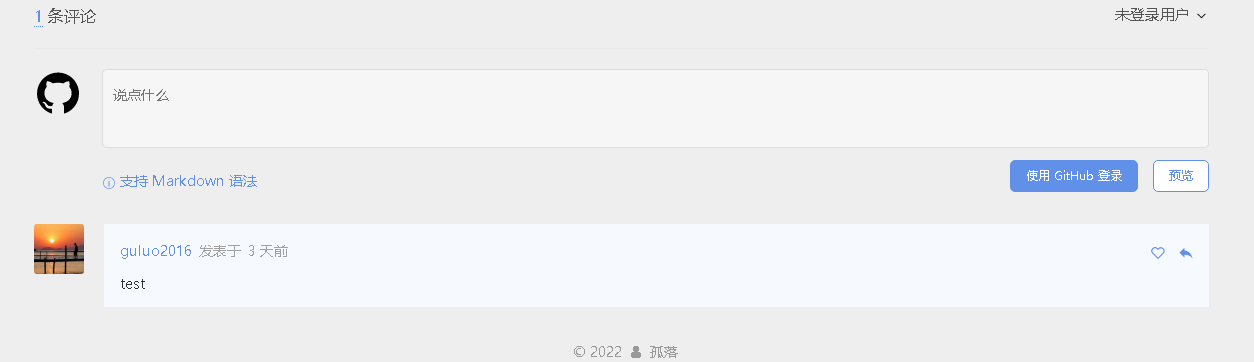 1 条评论
未登录用户
说点什么
支持 Markdown 语法
使用 GitHub 登录
预览
guluo2016 发表于 3 天前
test
© 2022 孤落